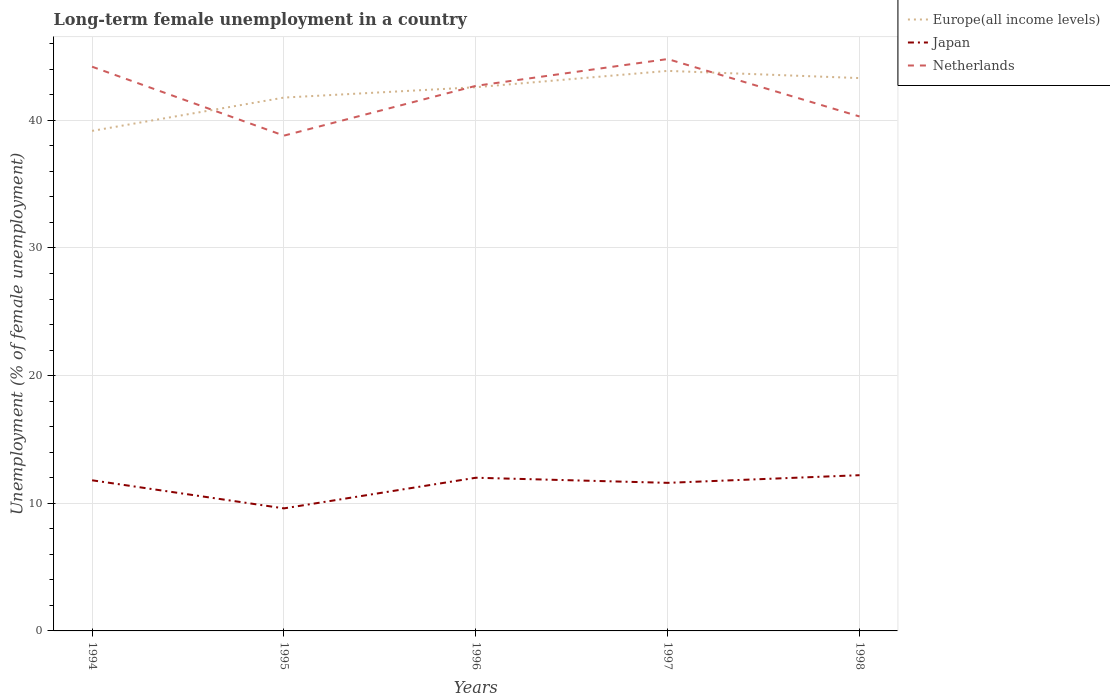 Long-term female unemployment in a country
Europe(all income levels)
Japan
Netherlands
Unemployment (% of female unemployment)
40
30
20
10
0
1994
1995
1996
1997
1998
Years